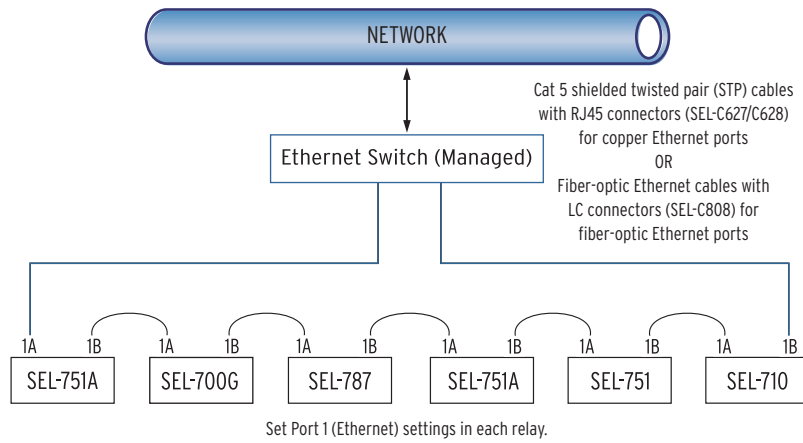 NETWORK
Cat 5 shielded twisted pair (STP) cables
with RJ45 connectors (SEL-C627/C628)
for copper Ethernet ports
OR
Fiber-optic Ethernet cables with
LC connectors (SEL-C808) for
fiber-optic Ethernet ports
Ethernet Switch (Managed)
1A 1B 1A 1B 1A 1B 1A 1B 1A 1B 1A 1B
SEL-751A SEL-700G SEL-787 SEL-751A SEL-751 SEL-710
Set Port 1 (Ethernet) settings in each relay.